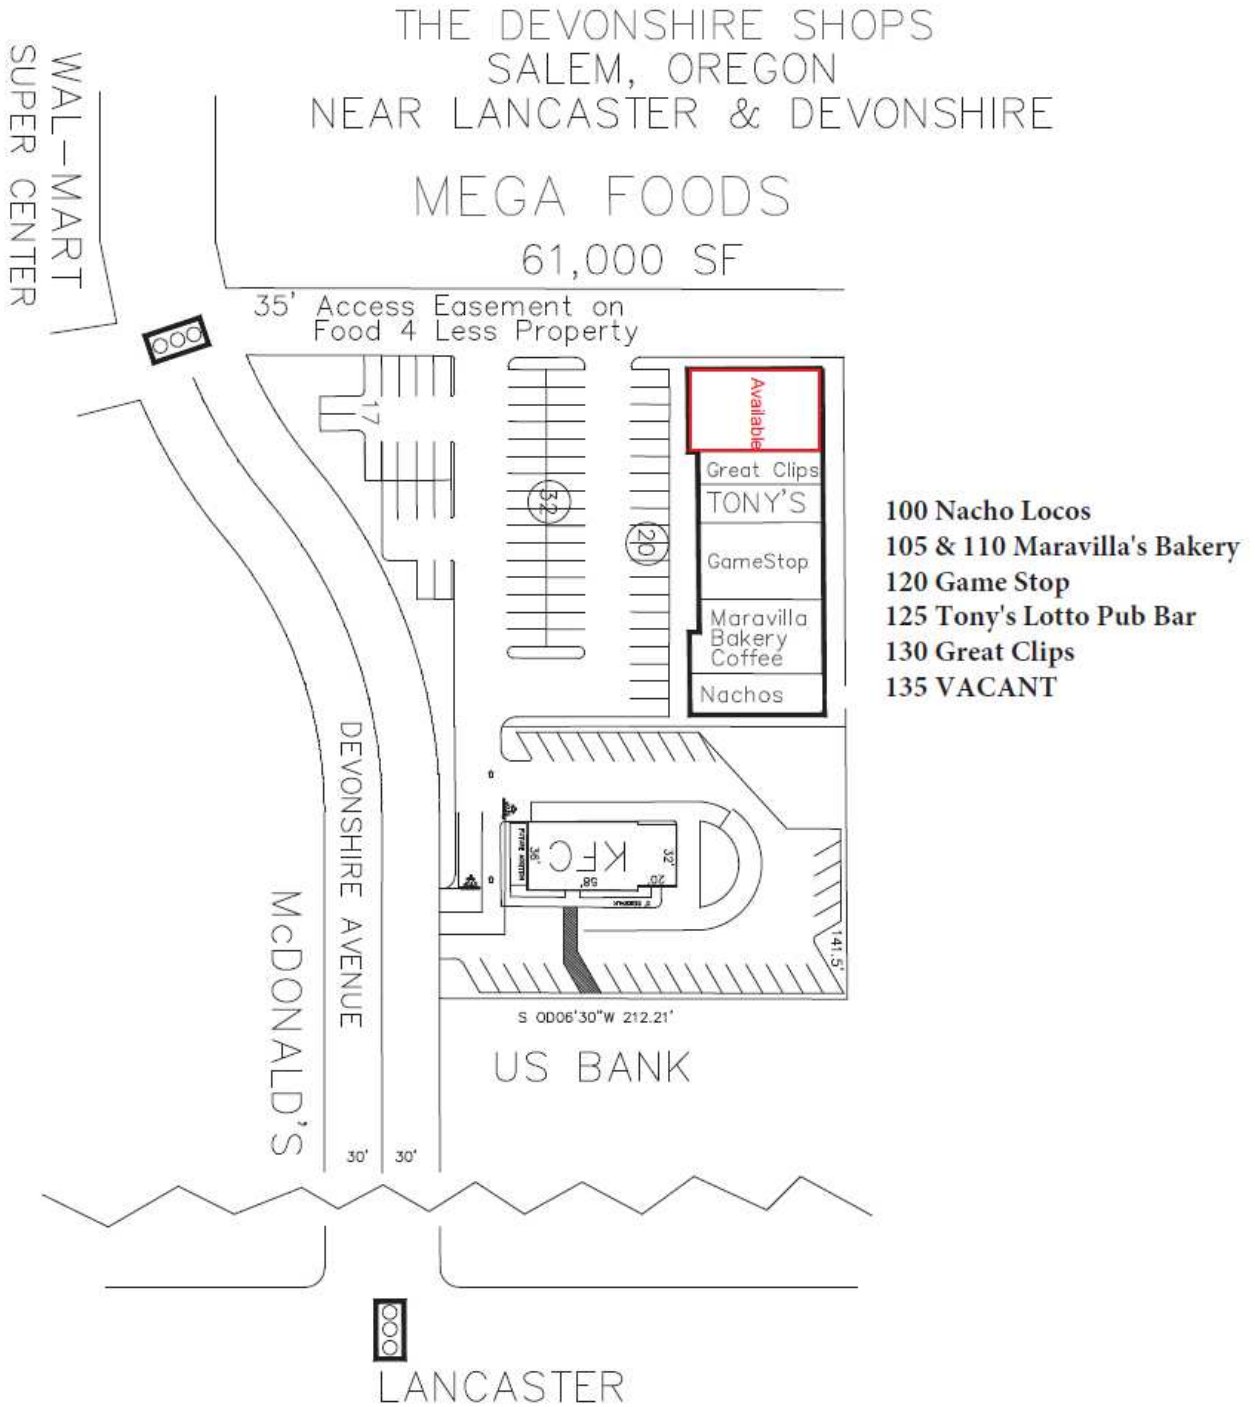 THE DEVONSHIRE SHOPS
SALEM, OREGON
NEAR LANCASTER & DEVONSHIRE
WAL-MART
SUPER CENTER
MEGA FOODS
61,000 SF
35' Access Easement on
Food 4 Less Property
17
32
20
Available
Great Clips
TONY'S
GameStop
Maravilla
Bakery
Coffee
Nachos
100 Nacho Locos
105 & 110 Maravilla's Bakery
120 Game Stop
125 Tony's Lotto Pub Bar
130 Great Clips
135 VACANT
DEVONSHIRE AVENUE
McDONALD'S
KFC
36'
32'
58'
20'
141.5'
S 0D06'30"W 212.21'
US BANK
30'
30'
LANCASTER